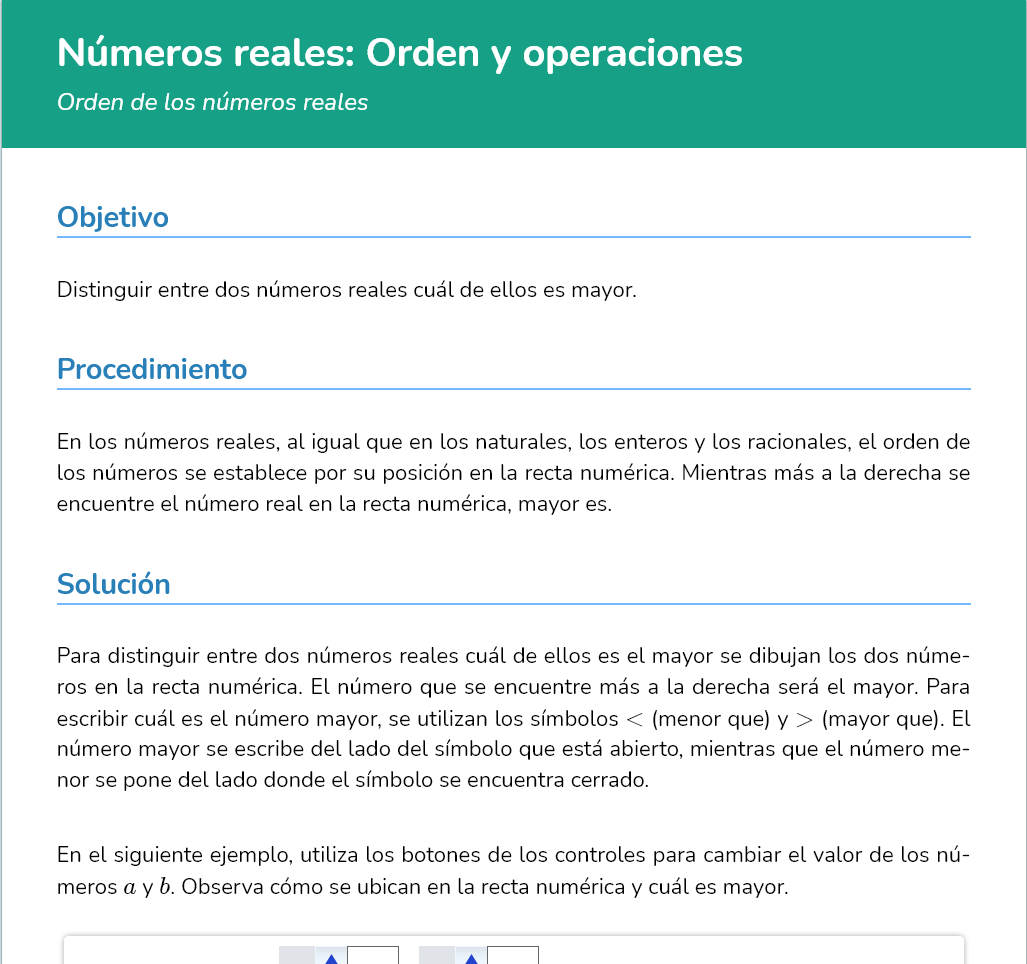 Números reales: Orden y operaciones
Orden de los números reales
Objetivo
Distinguir entre dos números reales cuál de ellos es mayor.
Procedimiento
En los números reales, al igual que en los naturales, los enteros y los racionales, el orden de
los números se establece por su posición en la recta numérica. Mientras más a la derecha se
encuentre el número real en la recta numérica, mayor es.
Solución
Para distinguir entre dos números reales cuál de ellos es el mayor se dibujan los dos núme-
ros en la recta numérica. El número que se encuentre más a la derecha será el mayor. Para
escribir cuál es el número mayor, se utilizan los símbolos < (menor que) y > (mayor que). El
número mayor se escribe del lado del símbolo que está abierto, mientras que el número me-
nor se pone del lado donde el símbolo se encuentra cerrado.
En el siguiente ejemplo, utiliza los botones de los controles para cambiar el valor de los nú-
meros a y b. Observa cómo se ubican en la recta numérica y cuál es mayor.